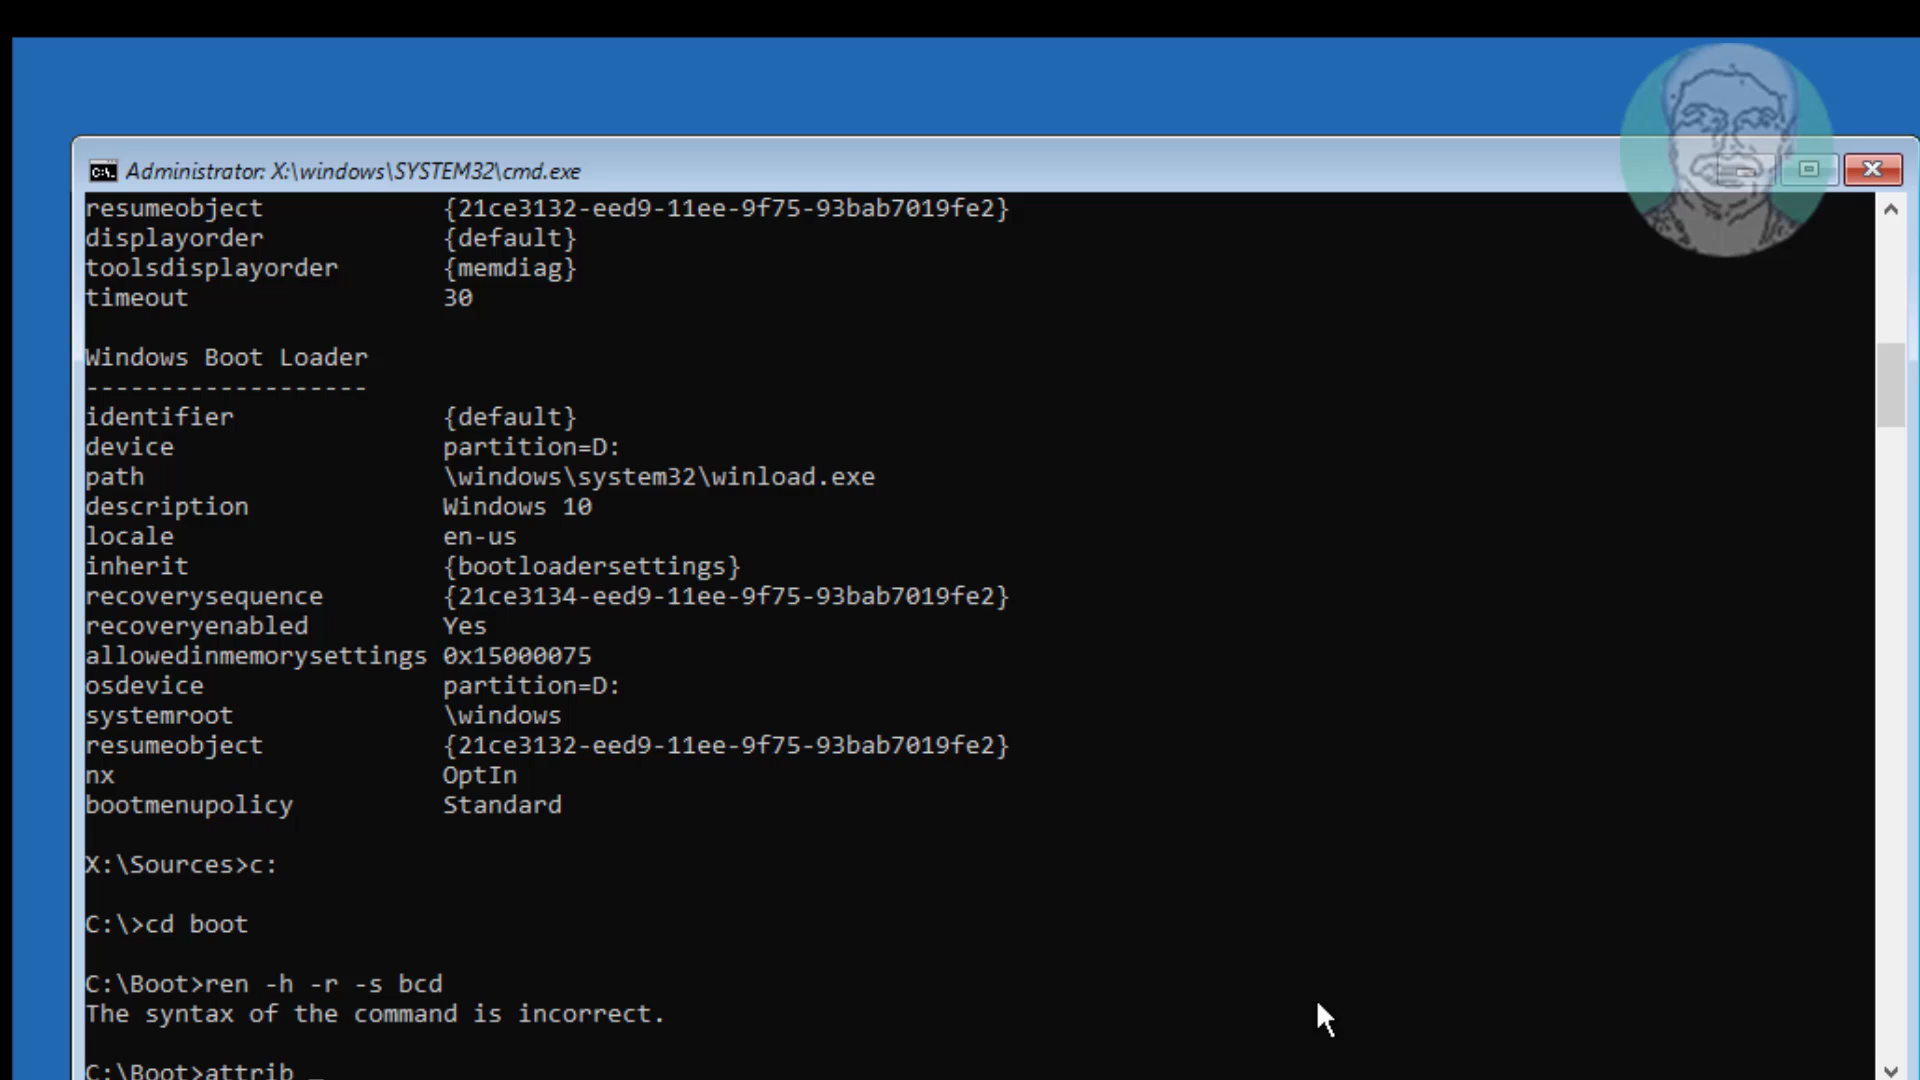 Administrator: X:\windows\SYSTEM32\cmd.exe
resumeobject {21ce3132-eed9-11ee-9f75-93bab7019fe2}
displayorder {default}
toolsdisplayorder {memdiag}
timeout 30
Windows Boot Loader
-------------------
identifier {default}
device partition=D:
path \windows\system32\winload.exe
description Windows 10
locale en-us
inherit {bootloadersettings}
recoverysequence {21ce3134-eed9-11ee-9f75-93bab7019fe2}
recoveryenabled Yes
allowedinmemorysettings 0x15000075
osdevice partition=D:
systemroot \windows
resumeobject {21ce3132-eed9-11ee-9f75-93bab7019fe2}
nx OptIn
bootmenupolicy Standard
X:\Sources>c:
C:\>cd boot
C:\Boot>ren -h -r -s bcd
The syntax of the command is incorrect.
C:\Boot>attrib _